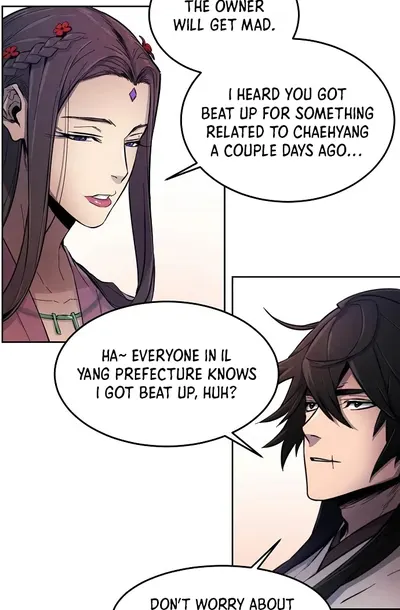 THE OWNER
WILL GET MAD.
I HEARD YOU GOT
BEAT UP FOR SOMETHING
RELATED TO CHAEHYANG
A COUPLE DAYS AGO...
HA~ EVERYONE IN IL
YANG PREFECTURE KNOWS
I GOT BEAT UP, HUH?
DON'T WORRY ABOUT